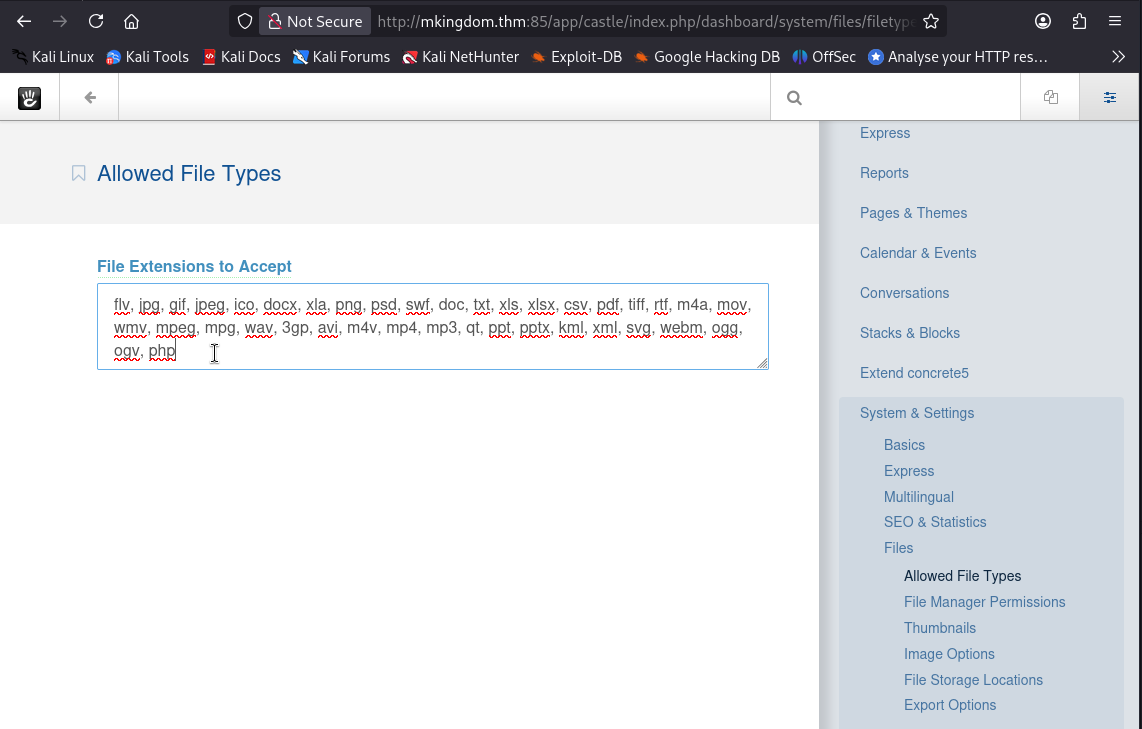 Not Secure
http://mkingdom.thm:85/app/castle/index.php/dashboard/system/files/filetype
Kali Linux Kali Tools Kali Docs Kali Forums Kali NetHunter Exploit-DB Google Hacking DB OffSec Analyse your HTTP res…
Allowed File Types
File Extensions to Accept
flv, jpg, gif, jpeg, ico, docx, xla, png, psd, swf, doc, txt, xls, xlsx, csv, pdf, tiff, rtf, m4a, mov,
wmv, mpeg, mpg, wav, 3gp, avi, m4v, mp4, mp3, qt, ppt, pptx, kml, xml, svg, webm, ogg,
ogv, php
Express
Reports
Pages & Themes
Calendar & Events
Conversations
Stacks & Blocks
Extend concrete5
System & Settings
Basics
Express
Multilingual
SEO & Statistics
Files
Allowed File Types
File Manager Permissions
Thumbnails
Image Options
File Storage Locations
Export Options